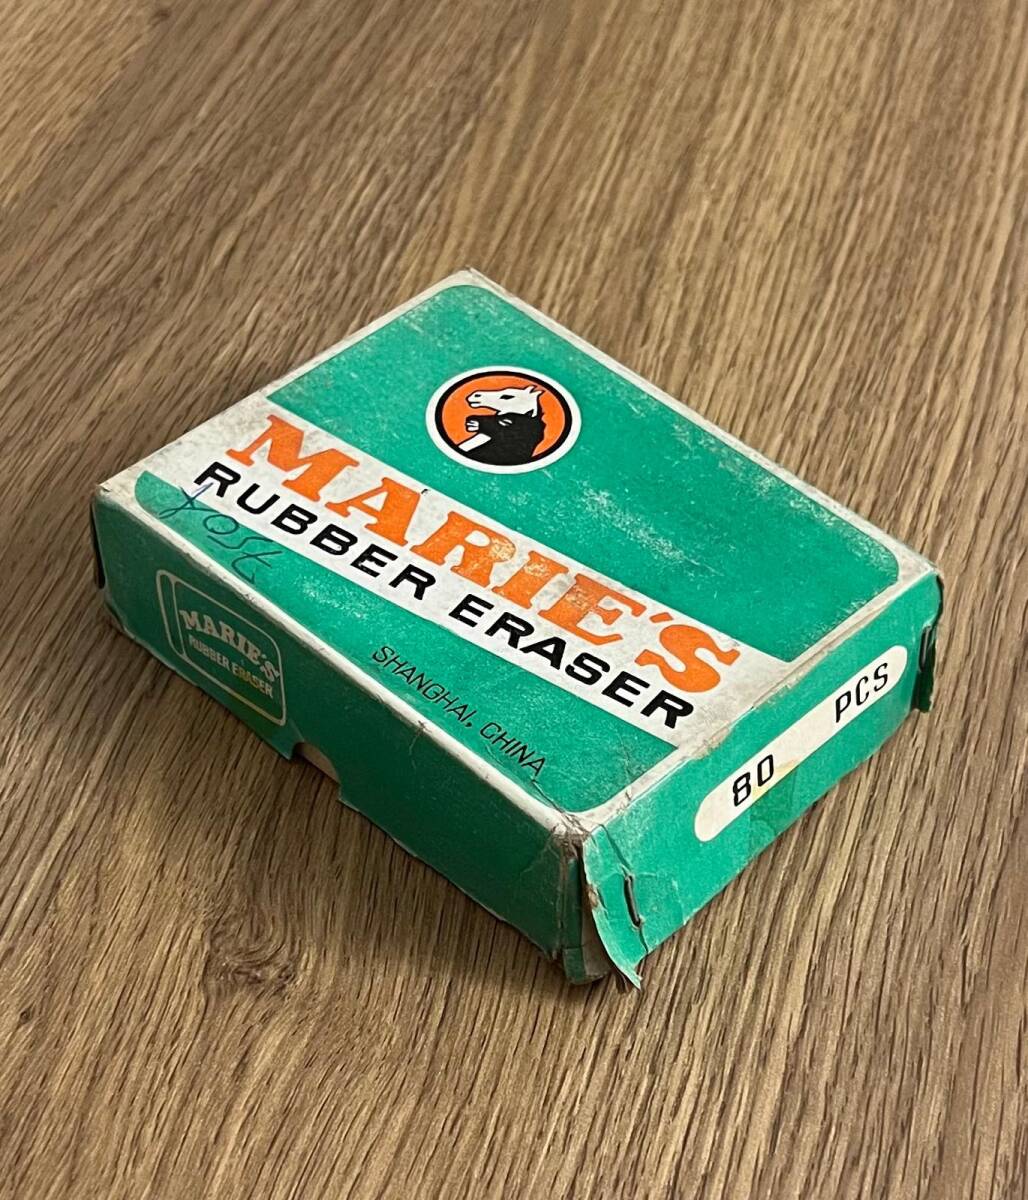 MARIE'S
RUBBER ERASER
SHANGHAI, CHINA
MARIE'S
RUBBER ERASER
80 PCS